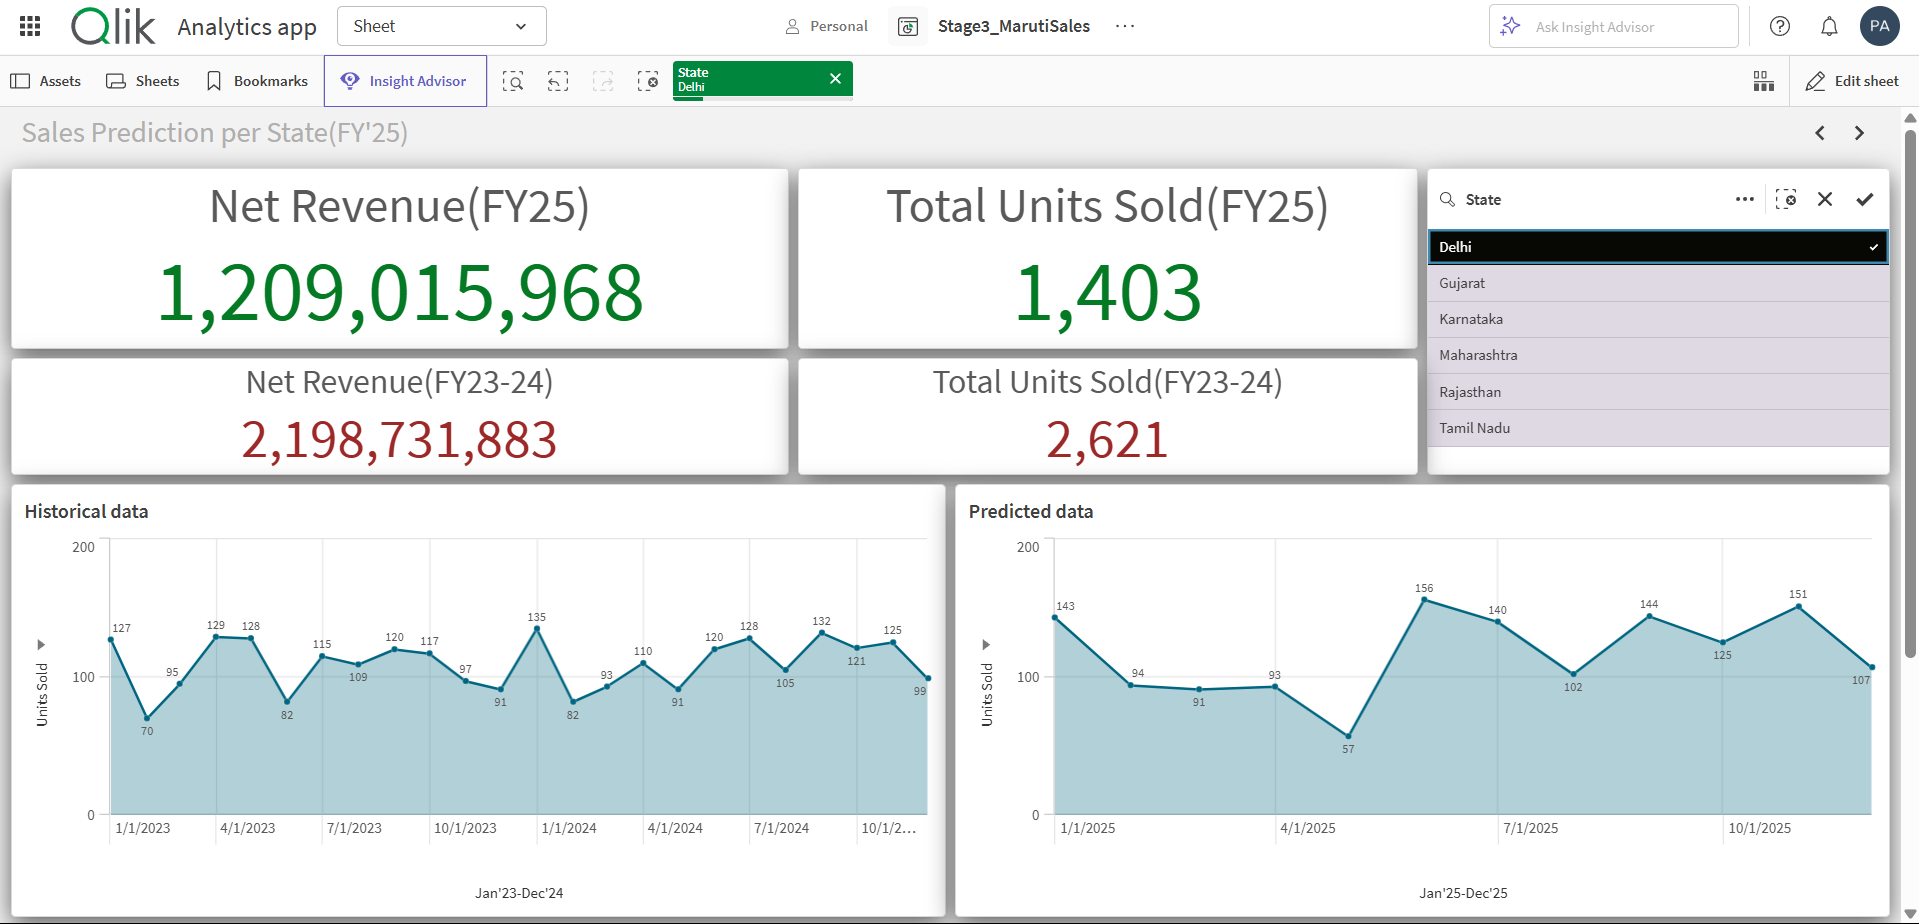 Qlik
Analytics app
Sheet
Personal
Stage3_MarutiSales
...
Ask Insight Advisor
PA
Assets
Sheets
Bookmarks
Insight Advisor
State
Delhi
Edit sheet
Sales Prediction per State(FY'25)
Net Revenue(FY25)
1,209,015,968
Total Units Sold(FY25)
1,403
Net Revenue(FY23-24)
2,198,731,883
Total Units Sold(FY23-24)
2,621
State
Delhi
Gujarat
Karnataka
Maharashtra
Rajasthan
Tamil Nadu
Historical data
Units Sold
200
100
0
127
70
95
129
128
82
115
109
120
117
97
91
135
82
93
110
91
120
128
105
132
121
125
99
1/1/2023
4/1/2023
7/1/2023
10/1/2023
1/1/2024
4/1/2024
7/1/2024
10/1/2...
Jan'23-Dec'24
Predicted data
Units Sold
200
100
0
143
94
91
93
57
156
140
102
144
125
151
107
1/1/2025
4/1/2025
7/1/2025
10/1/2025
Jan'25-Dec'25